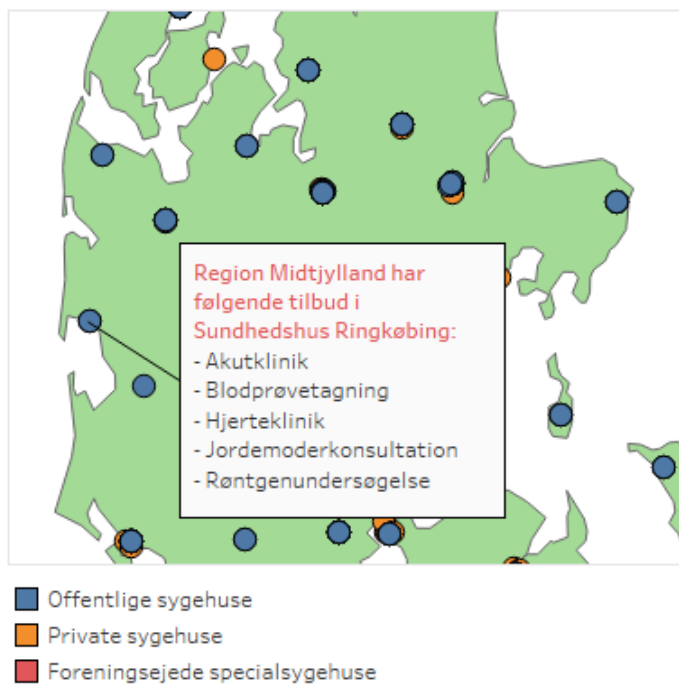 Region Midtjylland har
følgende tilbud i
Sundhedshus Ringkøbing:
- Akutklinik
- Blodprøvetagning
- Hjerteklinik
- Jordemoderkonsultation
- Røntgenundersøgelse
Offentlige sygehuse
Private sygehuse
Foreningsejede specialsygehuse